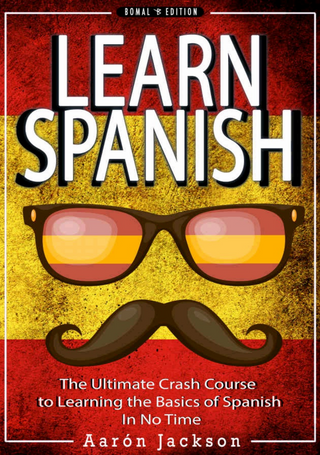 BOMAL EDITION
LEARN
SPANISH
The Ultimate Crash Course
to Learning the Basics of Spanish
In No Time
Aarón Jackson